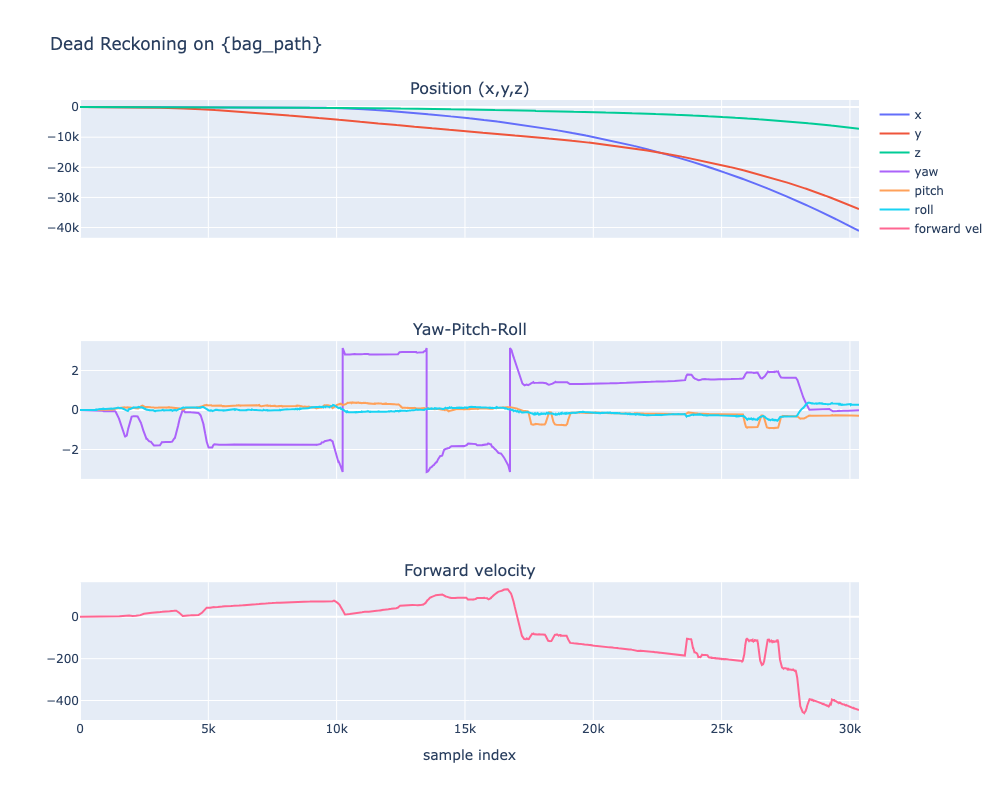 Dead Reckoning on {bag_path}
Position (x,y,z)
0
−10k
−20k
−30k
−40k
x
y
z
yaw
pitch
roll
forward vel
Yaw-Pitch-Roll
2
0
−2
Forward velocity
0
−200
−400
0 5k 10k 15k 20k 25k 30k
sample index